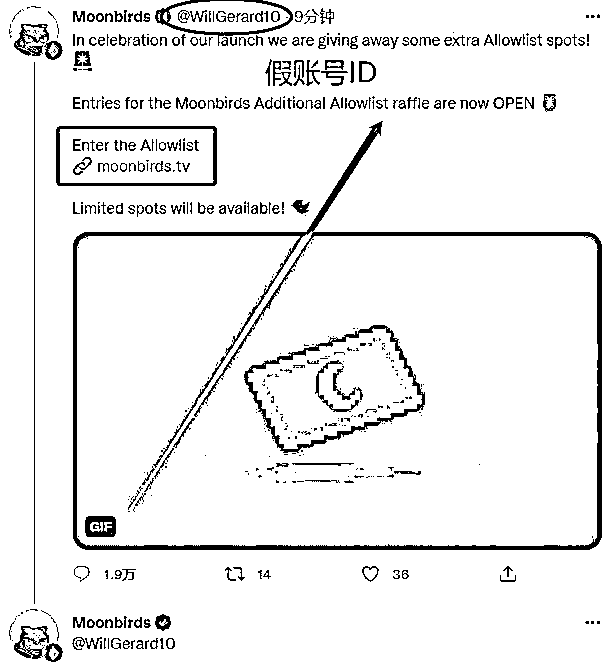 Moonbirds @WillGerard10 ·9分钟
In celebration of our launch we are giving away some extra Allowlist spots!
假账号ID
Entries for the Moonbirds Additional Allowlist raffle are now OPEN
Enter the Allowlist
moonbirds.tv
Limited spots will be available!
GIF
1.9万 14 36
Moonbirds
@WillGerard10